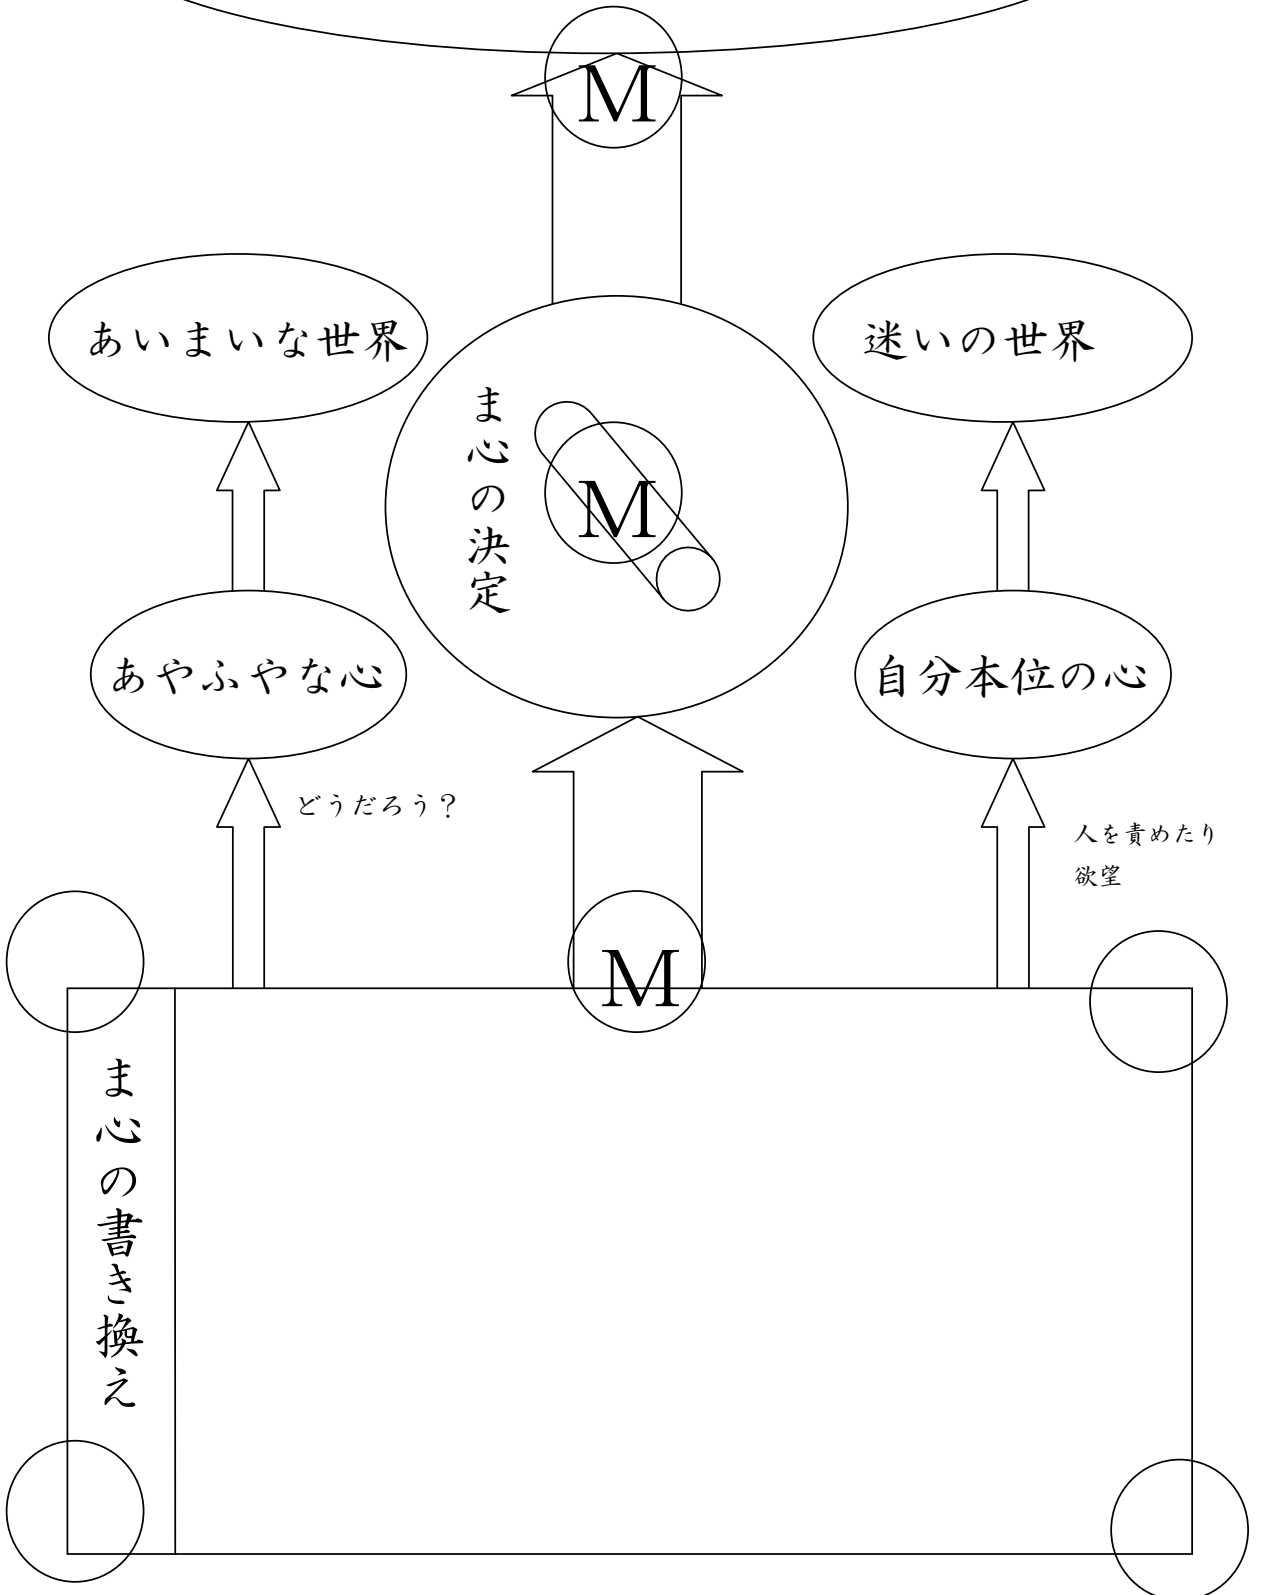 M
あいまいな世界
迷いの世界
ま心の決定
M
あやふやな心
自分本位の心
どうだろう？
人を責めたり
欲望
M
ま心の書き換え